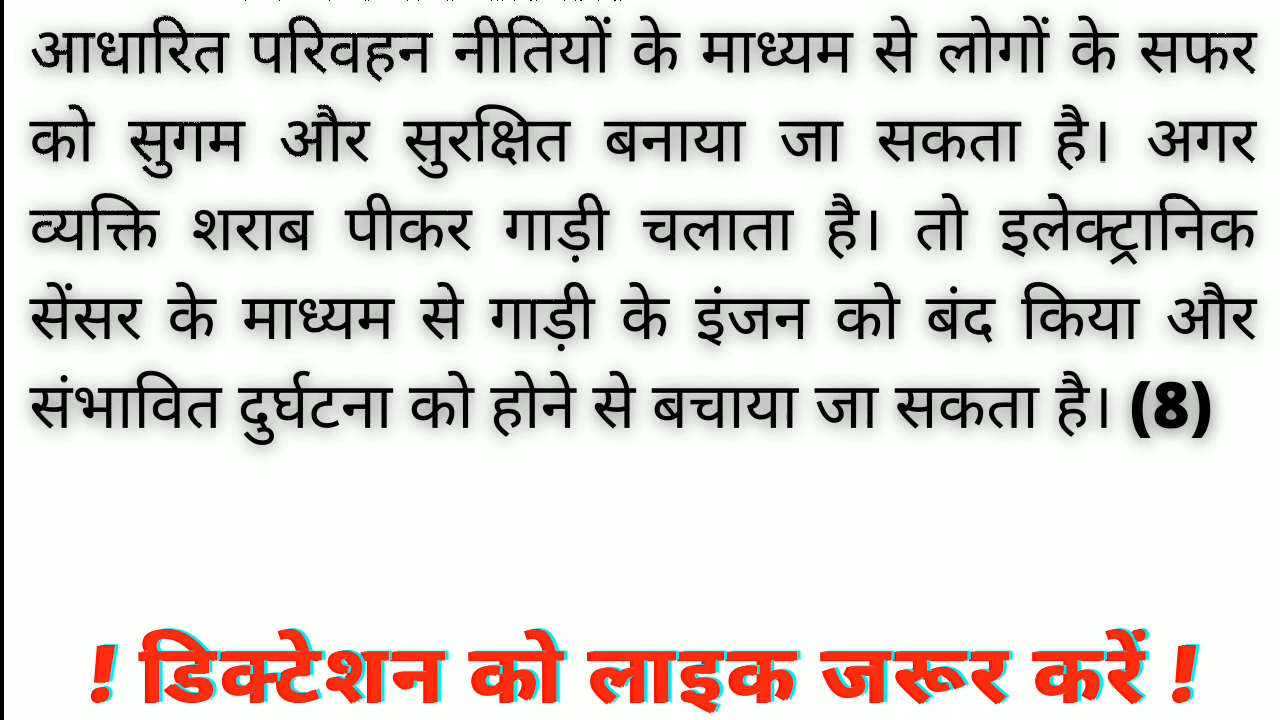 आधारित परिवहन नीतियों के माध्यम से लोगों के सफर
को सुगम और सुरक्षित बनाया जा सकता है। अगर
व्यक्ति शराब पीकर गाड़ी चलाता है। तो इलेक्ट्रानिक
सेंसर के माध्यम से गाड़ी के इंजन को बंद किया और
संभावित दुर्घटना को होने से बचाया जा सकता है। (8)
! डिक्टेशन को लाइक जरूर करें !